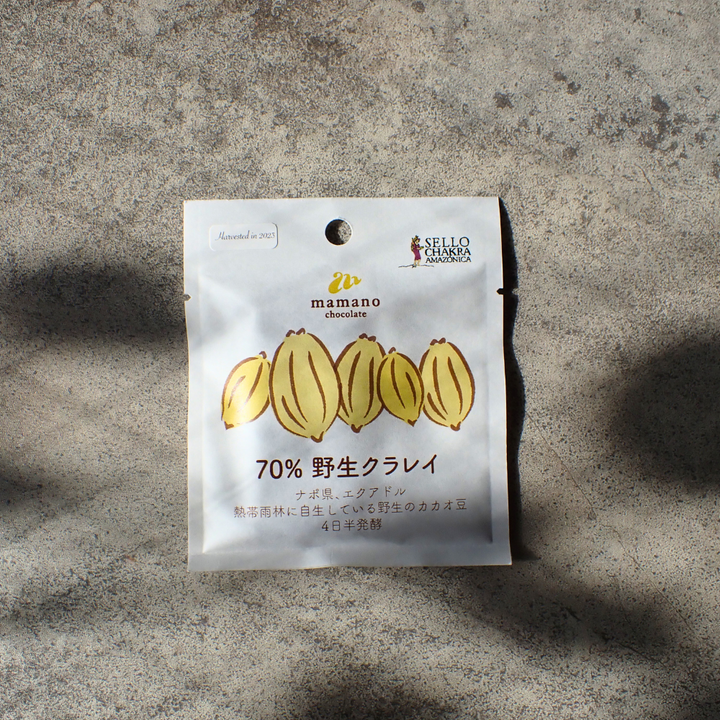 Harvested in 2023
SELLO
CHAKRA
AMAZÓNICA
mamano
chocolate
70% 野生クラレイ
ナポ県、エクアドル
熱帯雨林に自生している野生のカカオ豆
4日半発酵